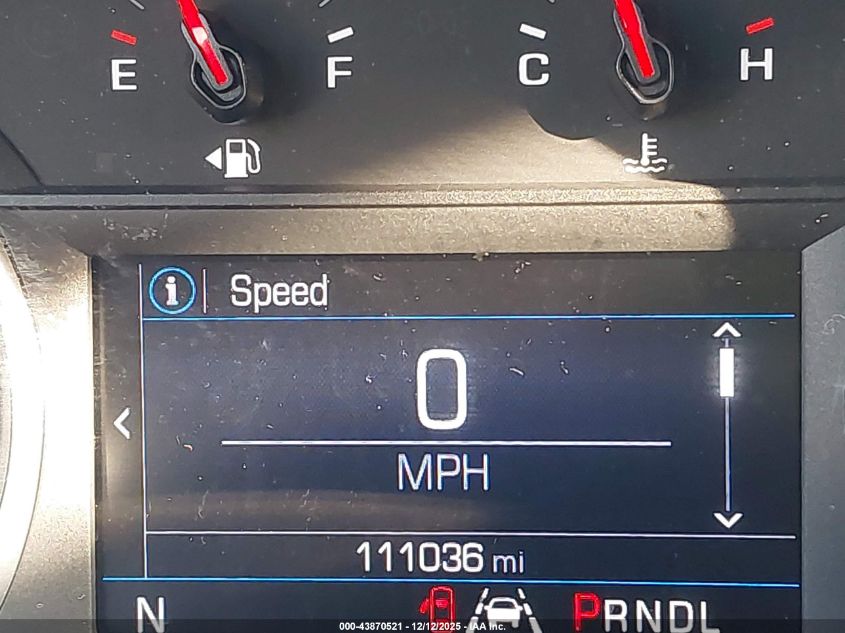 E F C H
Speed
0
MPH
111036 mi
N PRNDL
000-43870521 - 12/12/2025 - IAA Inc.